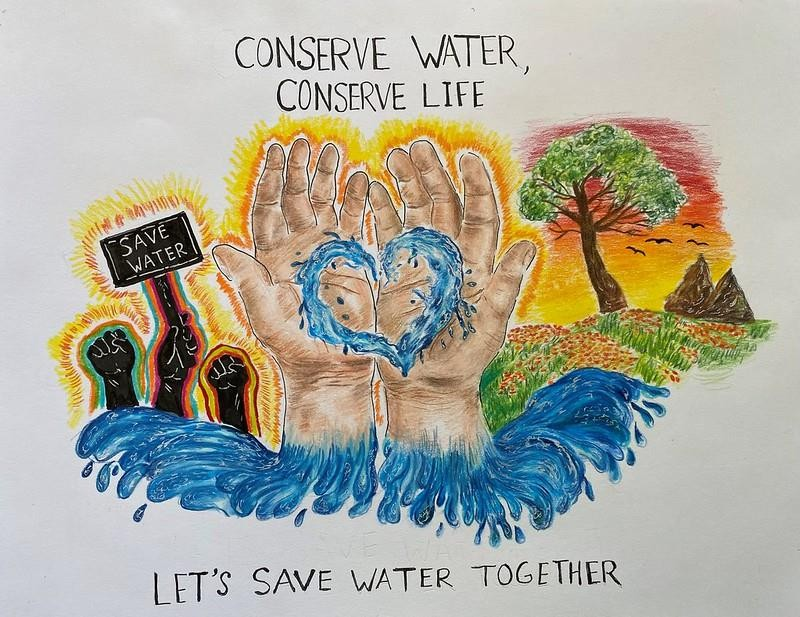 CONSERVE WATER,
CONSERVE LIFE
SAVE
WATER
LET'S SAVE WATER TOGETHER